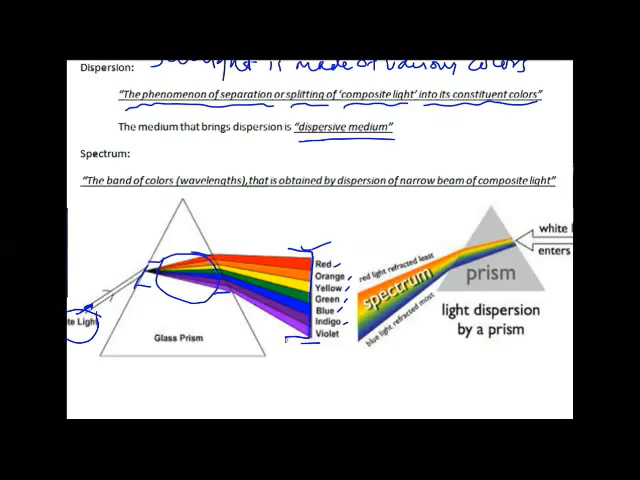 light is made of various colors
Dispersion:
"The phenomenon of separation or splitting of 'composite light' into its constituent colors"
The medium that brings dispersion is "dispersive medium"
Spectrum:
"The band of colors (wavelengths),that is obtained by dispersion of narrow beam of composite light"
te Light
Glass Prism
Red
Orange
Yellow
Green
Blue
Indigo
Violet
white l
enters
red light refracted least
spectrum
blue light refracted most
prism
light dispersion
by a prism